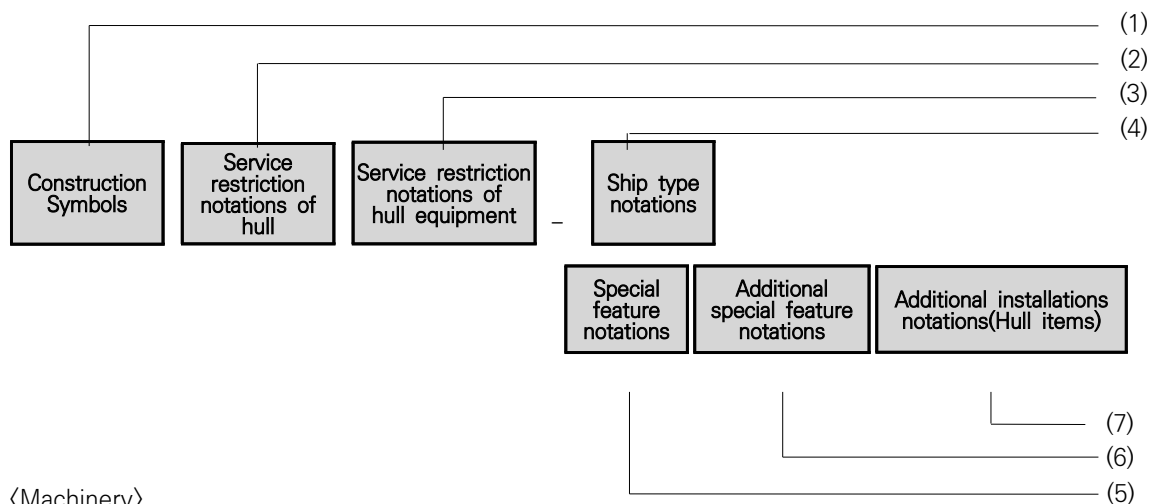 (1)
(2)
(3)
(4)
Construction
Symbols
Service
restriction
notations of
hull
Service restriction
notations of
hull equipment
–
Ship type
notations
Special
feature
notations
Additional
special feature
notations
Additional installations
notations(Hull items)
(7)
(6)
(5)
〈Machinery〉